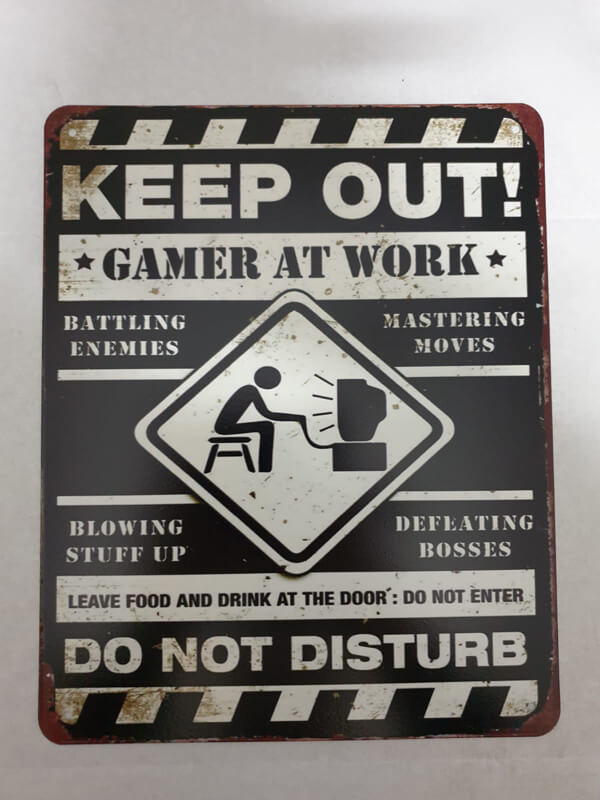 KEEP OUT!
GAMER AT WORK
BATTLING
ENEMIES
MASTERING
MOVES
BLOWING
STUFF UP
DEFEATING
BOSSES
LEAVE FOOD AND DRINK AT THE DOOR : DO NOT ENTER
DO NOT DISTURB